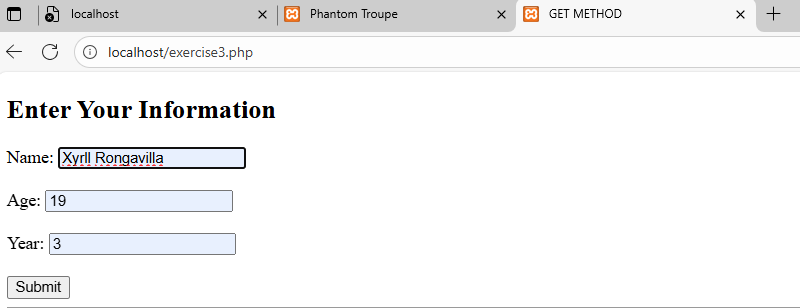 localhost
Phantom Troupe
GET METHOD
localhost/exercise3.php
Enter Your Information
Name: Xyrll Rongavilla
Age: 19
Year: 3
Submit